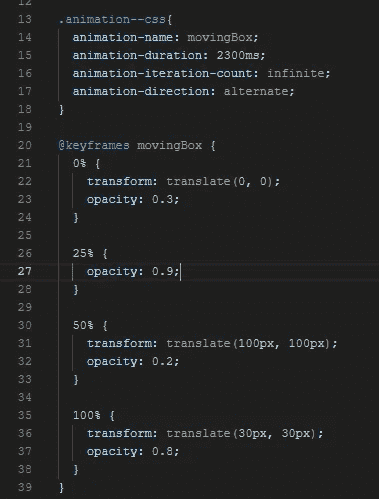 12
13 .animation--css{
14   animation-name: movingBox;
15   animation-duration: 2300ms;
16   animation-iteration-count: infinite;
17   animation-direction: alternate;
18 }
19
20 @keyframes movingBox {
21   0% {
22     transform: translate(0, 0);
23     opacity: 0.3;
24   }
25
26   25% {
27     opacity: 0.9;
28   }
29
30   50% {
31     transform: translate(100px, 100px);
32     opacity: 0.2;
33   }
34
35   100% {
36     transform: translate(30px, 30px);
37     opacity: 0.8;
38   }
39 }